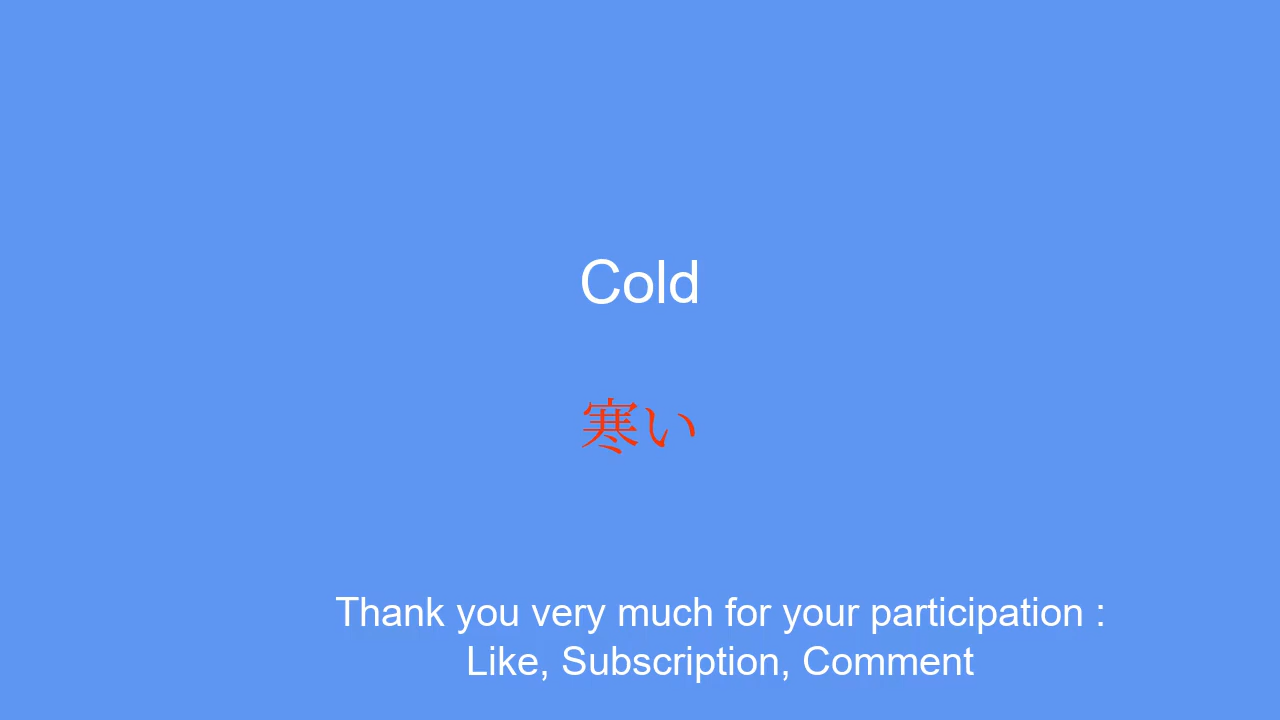 Cold
寒い
Thank you very much for your participation :
Like, Subscription, Comment